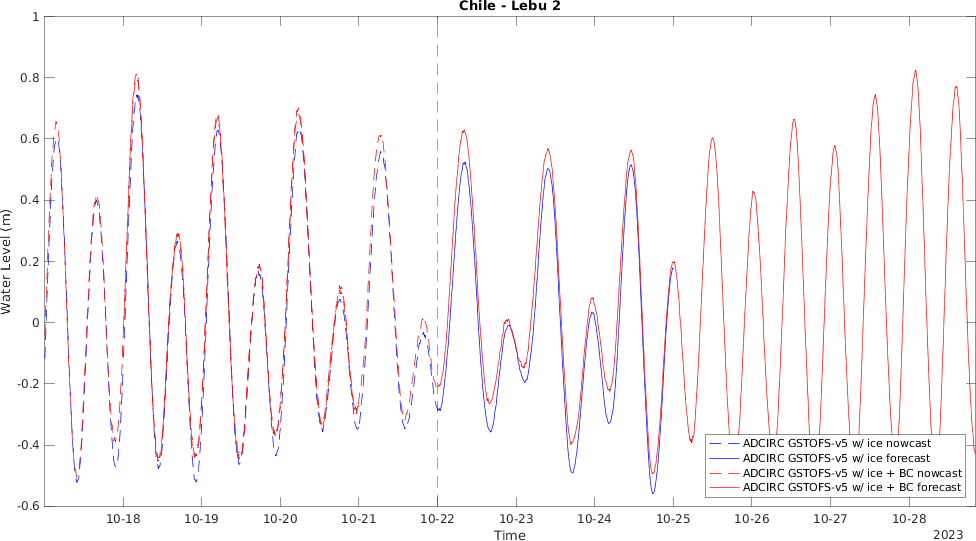 Chile - Lebu 2
Water Level (m)
1
0.8
0.6
0.4
0.2
0
-0.2
-0.4
-0.6
ADCIRC GSTOFS-v5 w/ ice nowcast
ADCIRC GSTOFS-v5 w/ ice forecast
ADCIRC GSTOFS-v5 w/ ice + BC nowcast
ADCIRC GSTOFS-v5 w/ ice + BC forecast
10-18 10-19 10-20 10-21 10-22 10-23 10-24 10-25 10-26 10-27 10-28
Time
2023